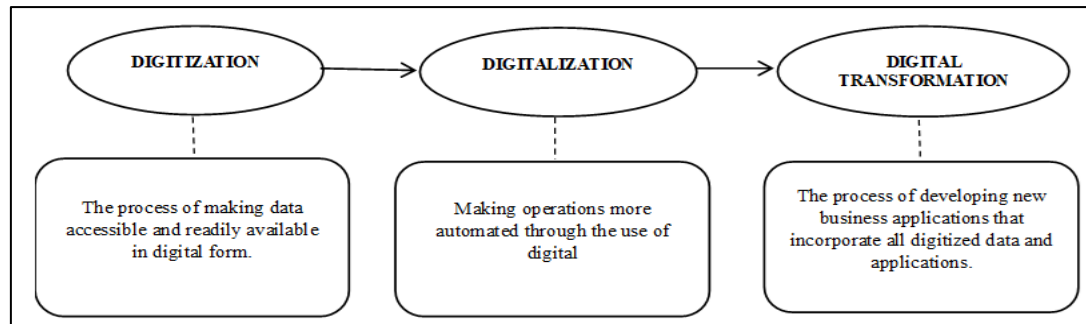 DIGITIZATION
DIGITALIZATION
DIGITAL
TRANSFORMATION
The process of making data
accessible and readily available
in digital form.
Making operations more
automated through the use of
digital
The process of developing new
business applications that
incorporate all digitized data and
applications.